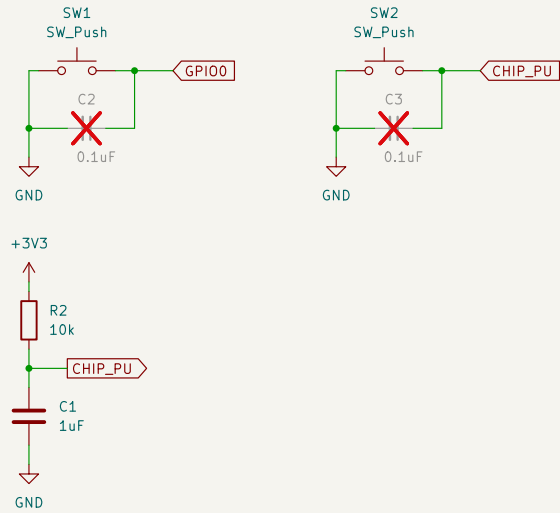 SW1
SW_Push
GPIO0
C2
0.1uF
GND
SW2
SW_Push
CHIP_PU
C3
0.1uF
GND
+3V3
R2
10k
CHIP_PU
C1
1uF
GND